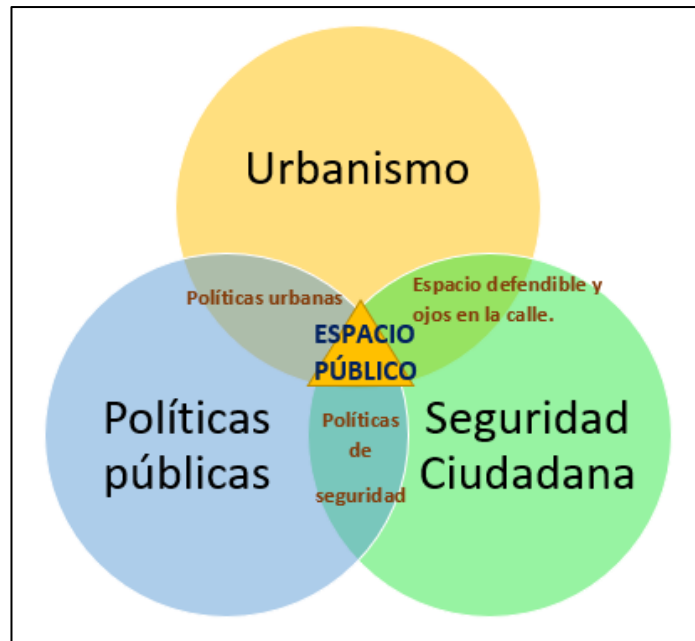 Urbanismo
Políticas urbanas
Espacio defendible y
ojos en la calle.
ESPACIO
PÚBLICO
Políticas
públicas
Políticas
de
seguridad
Seguridad
Ciudadana